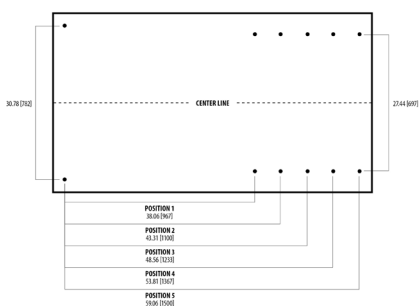 30.78 [782]
CENTER LINE
27.44 [697]
POSITION 1
38.06 [967]
POSITION 2
43.31 [1100]
POSITION 3
48.56 [1233]
POSITION 4
53.81 [1367]
POSITION 5
59.06 [1500]